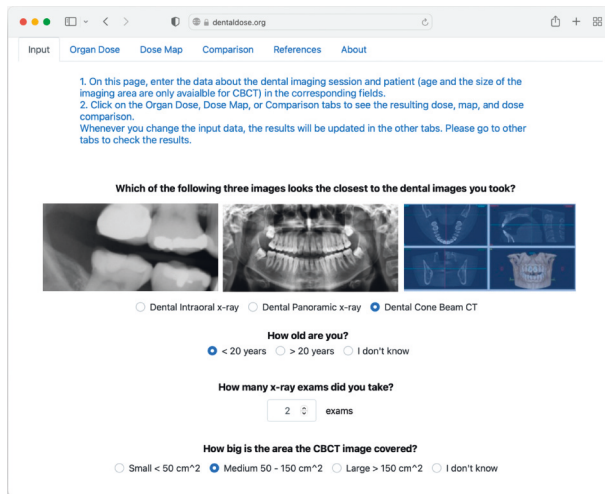 dentaldose.org
Input Organ Dose Dose Map Comparison References About
1. On this page, enter the data about the dental imaging session and patient (age and the size of the
imaging area are only avaialble for CBCT) in the corresponding fields.
2. Click on the Organ Dose, Dose Map, or Comparison tabs to see the resulting dose, map, and dose
comparison.
Whenever you change the input data, the results will be updated in the other tabs. Please go to other
tabs to check the results.
Which of the following three images looks the closest to the dental images you took?
Dental Intraoral x-ray Dental Panoramic x-ray Dental Cone Beam CT
How old are you?
< 20 years > 20 years I don't know
How many x-ray exams did you take?
2 exams
How big is the area the CBCT image covered?
Small < 50 cm^2 Medium 50 - 150 cm^2 Large > 150 cm^2 I don't know